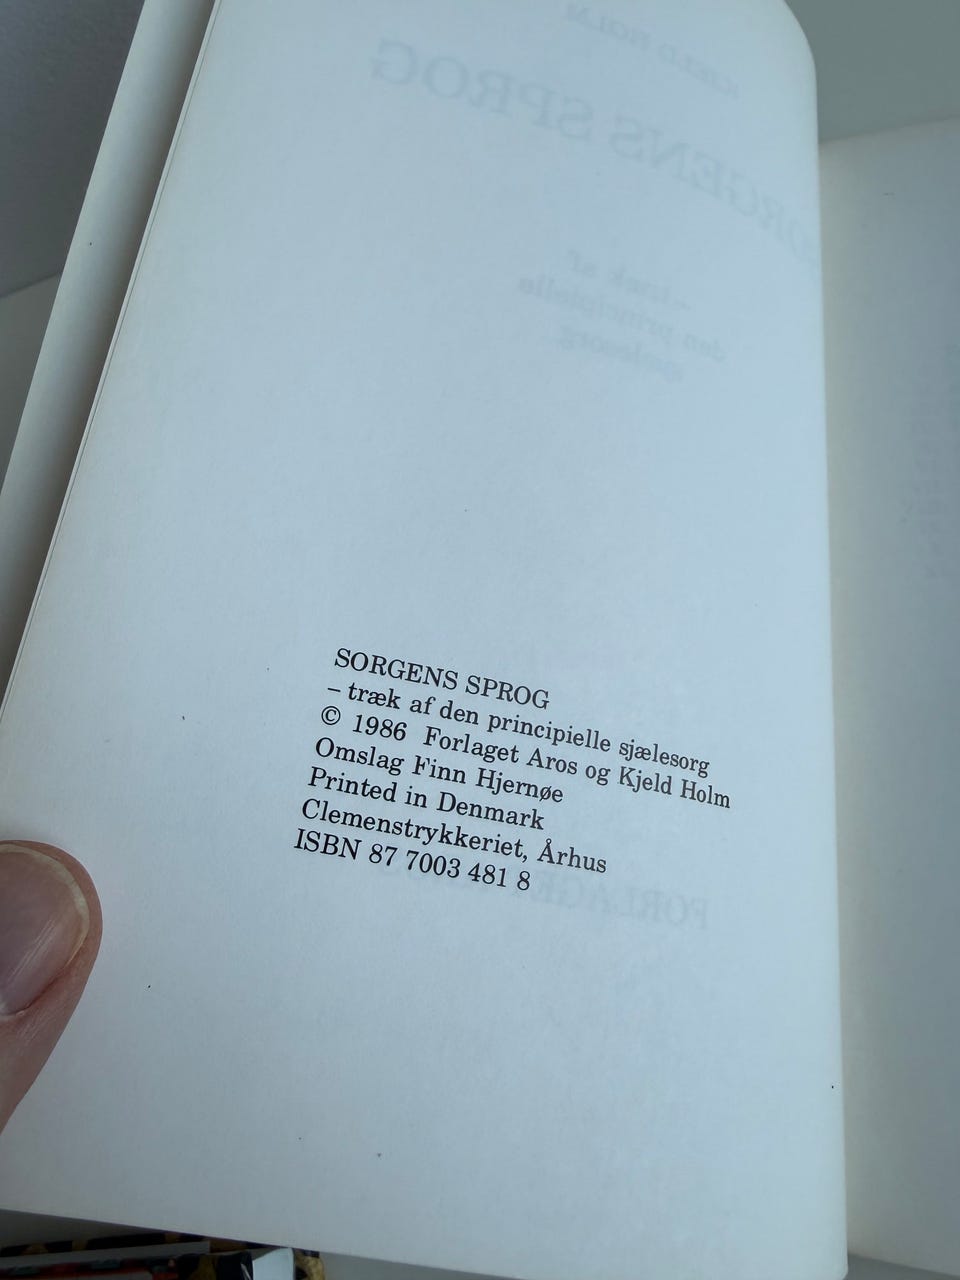 SORGENS SPROG
– træk af den principielle sjælesorg
© 1986 Forlaget Aros og Kjeld Holm
Omslag Finn Hjernøe
Printed in Denmark
Clemenstrykkeriet, Århus
ISBN 87 7003 481 8